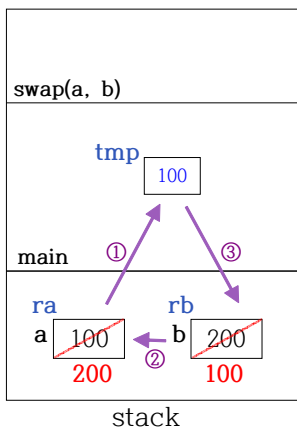 swap(a, b)
tmp
100
① ③
main
ra rb
a 100 b 200
②
200 100
stack